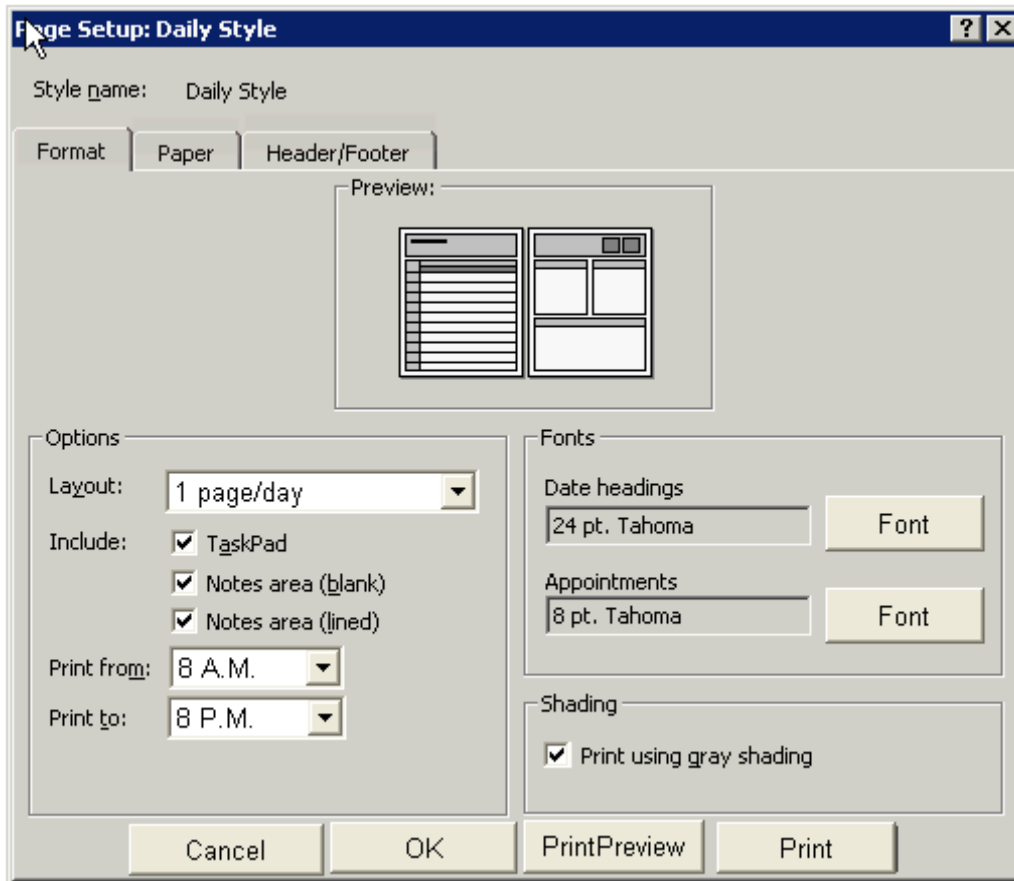 Page Setup: Daily Style
Style name: Daily Style
Format Paper Header/Footer
Preview:
Options
Layout: 1 page/day
Include: TaskPad
Notes area (blank)
Notes area (lined)
Print from: 8 A.M.
Print to: 8 P.M.
Fonts
Date headings
24 pt. Tahoma Font
Appointments
8 pt. Tahoma Font
Shading
Print using gray shading
Cancel OK PrintPreview Print